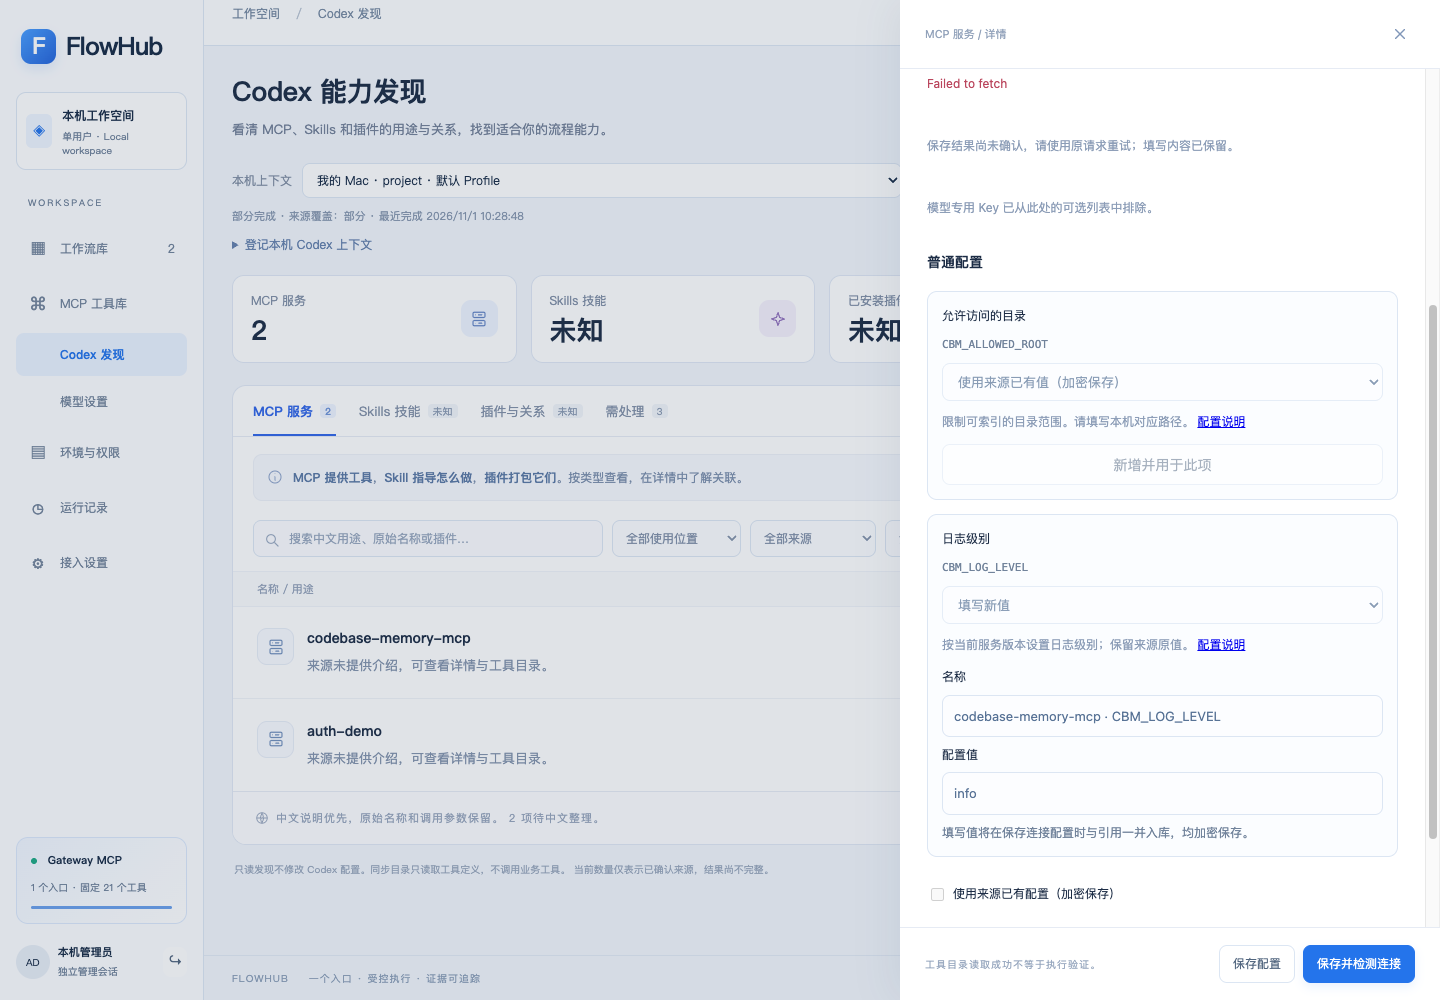 FlowHub
本机工作空间
单用户 · Local
workspace
WORKSPACE
工作流库 2
MCP 工具库
Codex 发现
模型设置
环境与权限
运行记录
接入设置
Gateway MCP
1 个入口 · 固定 21 个工具
AD
本机管理员
独立管理会话
工作空间 / Codex 发现
Codex 能力发现
看清 MCP、Skills 和插件的用途与关系，找到适合你的流程能力。
本机上下文 我的 Mac · project · 默认 Profile
部分完成 · 来源覆盖：部分 · 最近完成 2026/11/1 10:28:48
登记本机 Codex 上下文
MCP 服务
2
Skills 技能
未知
已安装插
未知
MCP 服务 2 Skills 技能 未知 插件与关系 未知 需处理 3
MCP 提供工具，Skill 指导怎么做，插件打包它们。按类型查看，在详情中了解关联。
搜索中文用途、原始名称或插件... 全部使用位置 全部来源
名称 / 用途
codebase-memory-mcp
来源未提供介绍，可查看详情与工具目录。
auth-demo
来源未提供介绍，可查看详情与工具目录。
中文说明优先，原始名称和调用参数保留。 2 项待中文整理。
只读发现不修改 Codex 配置。同步目录只读取工具定义，不调用业务工具。 当前数量仅表示已确认来源，结果尚不完整。
FLOWHUB 一个入口 · 受控执行 · 证据可追踪
MCP 服务 / 详情
Failed to fetch
保存结果尚未确认，请使用原请求重试；填写内容已保留。
模型专用 Key 已从此处的可选列表中排除。
普通配置
允许访问的目录
CBM_ALLOWED_ROOT
使用来源已有值（加密保存）
限制可索引的目录范围。请填写本机对应路径。 配置说明
新增并用于此项
日志级别
CBM_LOG_LEVEL
填写新值
按当前服务版本设置日志级别；保留来源原值。 配置说明
名称
codebase-memory-mcp · CBM_LOG_LEVEL
配置值
info
填写值将在保存连接配置时与引用一并入库，均加密保存。
使用来源已有配置（加密保存）
工具目录读取成功不等于执行验证。
保存配置
保存并检测连接